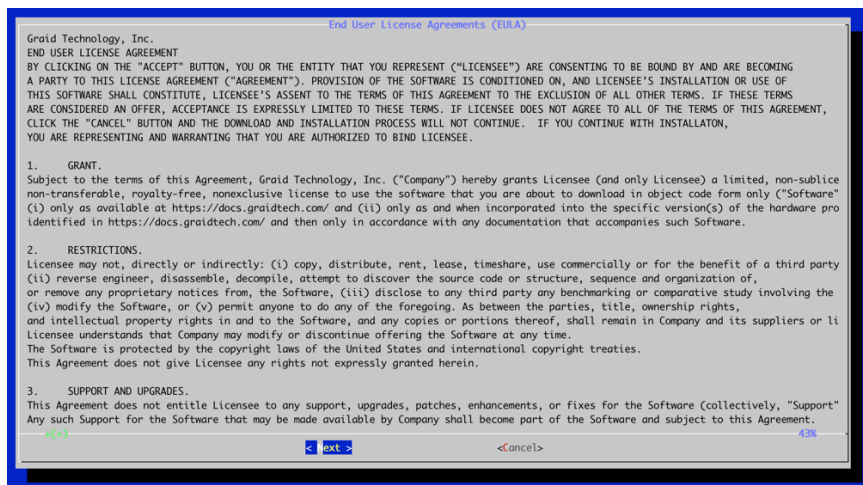 End User License Agreements (EULA)
Graid Technology, Inc.
END USER LICENSE AGREEMENT
BY CLICKING ON THE "ACCEPT" BUTTON, YOU OR THE ENTITY THAT YOU REPRESENT (“LICENSEE”) ARE CONSENTING TO BE BOUND BY AND ARE BECOMING
A PARTY TO THIS LICENSE AGREEMENT ("AGREEMENT"). PROVISION OF THE SOFTWARE IS CONDITIONED ON, AND LICENSEE'S INSTALLATION OR USE OF
THIS SOFTWARE SHALL CONSTITUTE, LICENSEE'S ASSENT TO THE TERMS OF THIS AGREEMENT TO THE EXCLUSION OF ALL OTHER TERMS. IF THESE TERMS
ARE CONSIDERED AN OFFER, ACCEPTANCE IS EXPRESSLY LIMITED TO THESE TERMS. IF LICENSEE DOES NOT AGREE TO ALL OF THE TERMS OF THIS AGREEMENT,
CLICK THE "CANCEL" BUTTON AND THE DOWNLOAD AND INSTALLATION PROCESS WILL NOT CONTINUE.  IF YOU CONTINUE WITH INSTALLATON,
YOU ARE REPRESENTING AND WARRANTING THAT YOU ARE AUTHORIZED TO BIND LICENSEE.
1. GRANT.
Subject to the terms of this Agreement, Graid Technology, Inc. ("Company") hereby grants Licensee (and only Licensee) a limited, non-sublice
non-transferable, royalty-free, nonexclusive license to use the software that you are about to download in object code form only ("Software"
(i) only as available at https://docs.graidtech.com/ and (ii) only as and when incorporated into the specific version(s) of the hardware pro
identified in https://docs.graidtech.com/ and then only in accordance with any documentation that accompanies such Software.
2. RESTRICTIONS.
Licensee may not, directly or indirectly: (i) copy, distribute, rent, lease, timeshare, use commercially or for the benefit of a third party
(ii) reverse engineer, disassemble, decompile, attempt to discover the source code or structure, sequence and organization of,
or remove any proprietary notices from, the Software, (iii) disclose to any third party any benchmarking or comparative study involving the
(iv) modify the Software, or (v) permit anyone to do any of the foregoing. As between the parties, title, ownership rights,
and intellectual property rights in and to the Software, and any copies or portions thereof, shall remain in Company and its suppliers or li
Licensee understands that Company may modify or discontinue offering the Software at any time.
The Software is protected by the copyright laws of the United States and international copyright treaties.
This Agreement does not give Licensee any rights not expressly granted herein.
3. SUPPORT AND UPGRADES.
This Agreement does not entitle Licensee to any support, upgrades, patches, enhancements, or fixes for the Software (collectively, "Support"
Any such Support for the Software that may be made available by Company shall become part of the Software and subject to this Agreement.
43%
< Next > <Cancel>